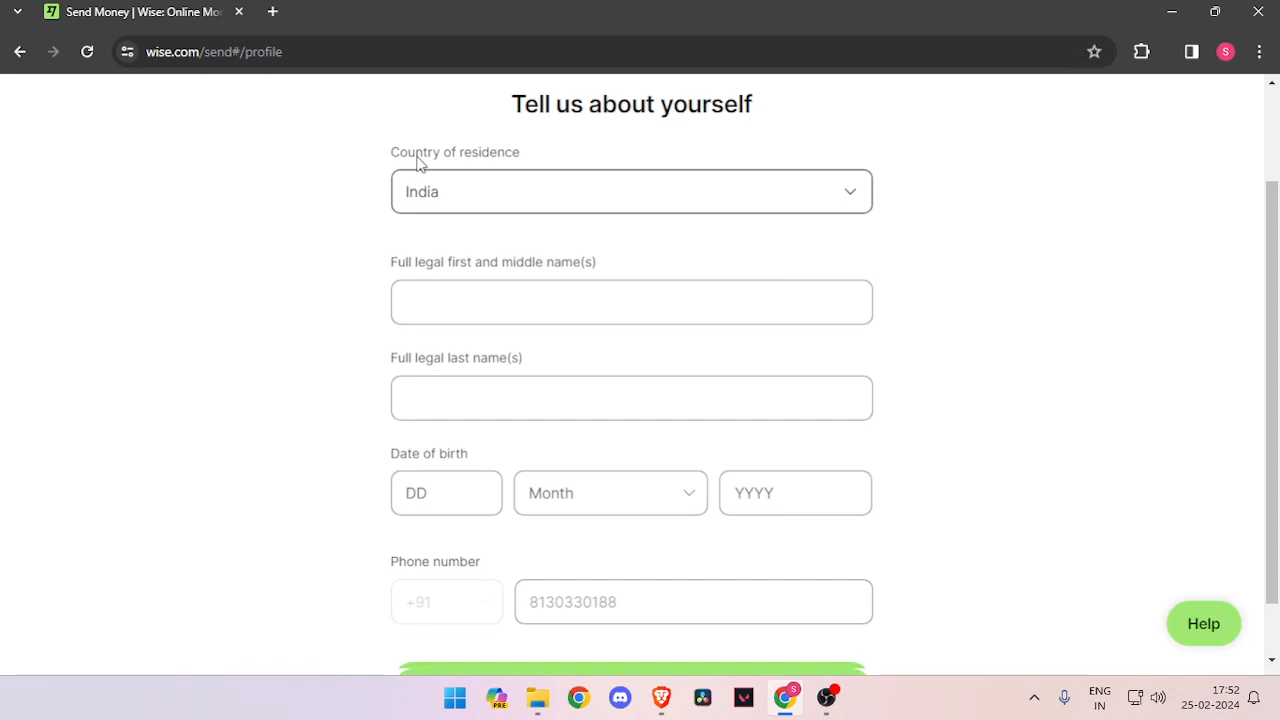 Send Money | Wise: Online Mo
wise.com/send#/profile
S
Tell us about yourself
Country of residence
India
Full legal first and middle name(s)
Full legal last name(s)
Date of birth
DD Month YYYY
Phone number
+91 8130330188
Help
PRE
S
ENG
IN
17:52
25-02-2024